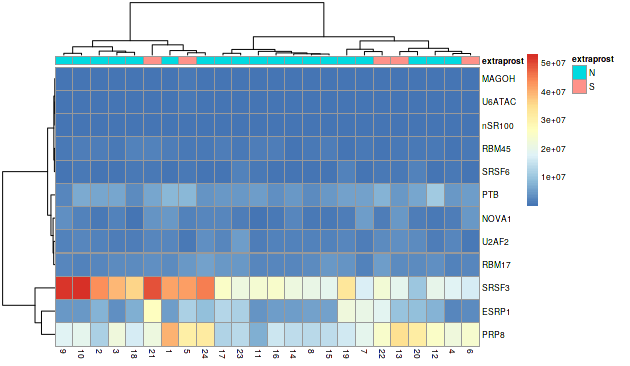 extraprost
MAGOH
U6ATAC
nSR100
RBM45
SRSF6
PTB
NOVA1
U2AF2
RBM17
SRSF3
ESRP1
PRP8
9 10 2 3 18 21 1 5 24 17 23 11 16 14 8 15 19 7 22 13 20 12 4 6
5e+07
4e+07
3e+07
2e+07
1e+07
extraprost
N
S